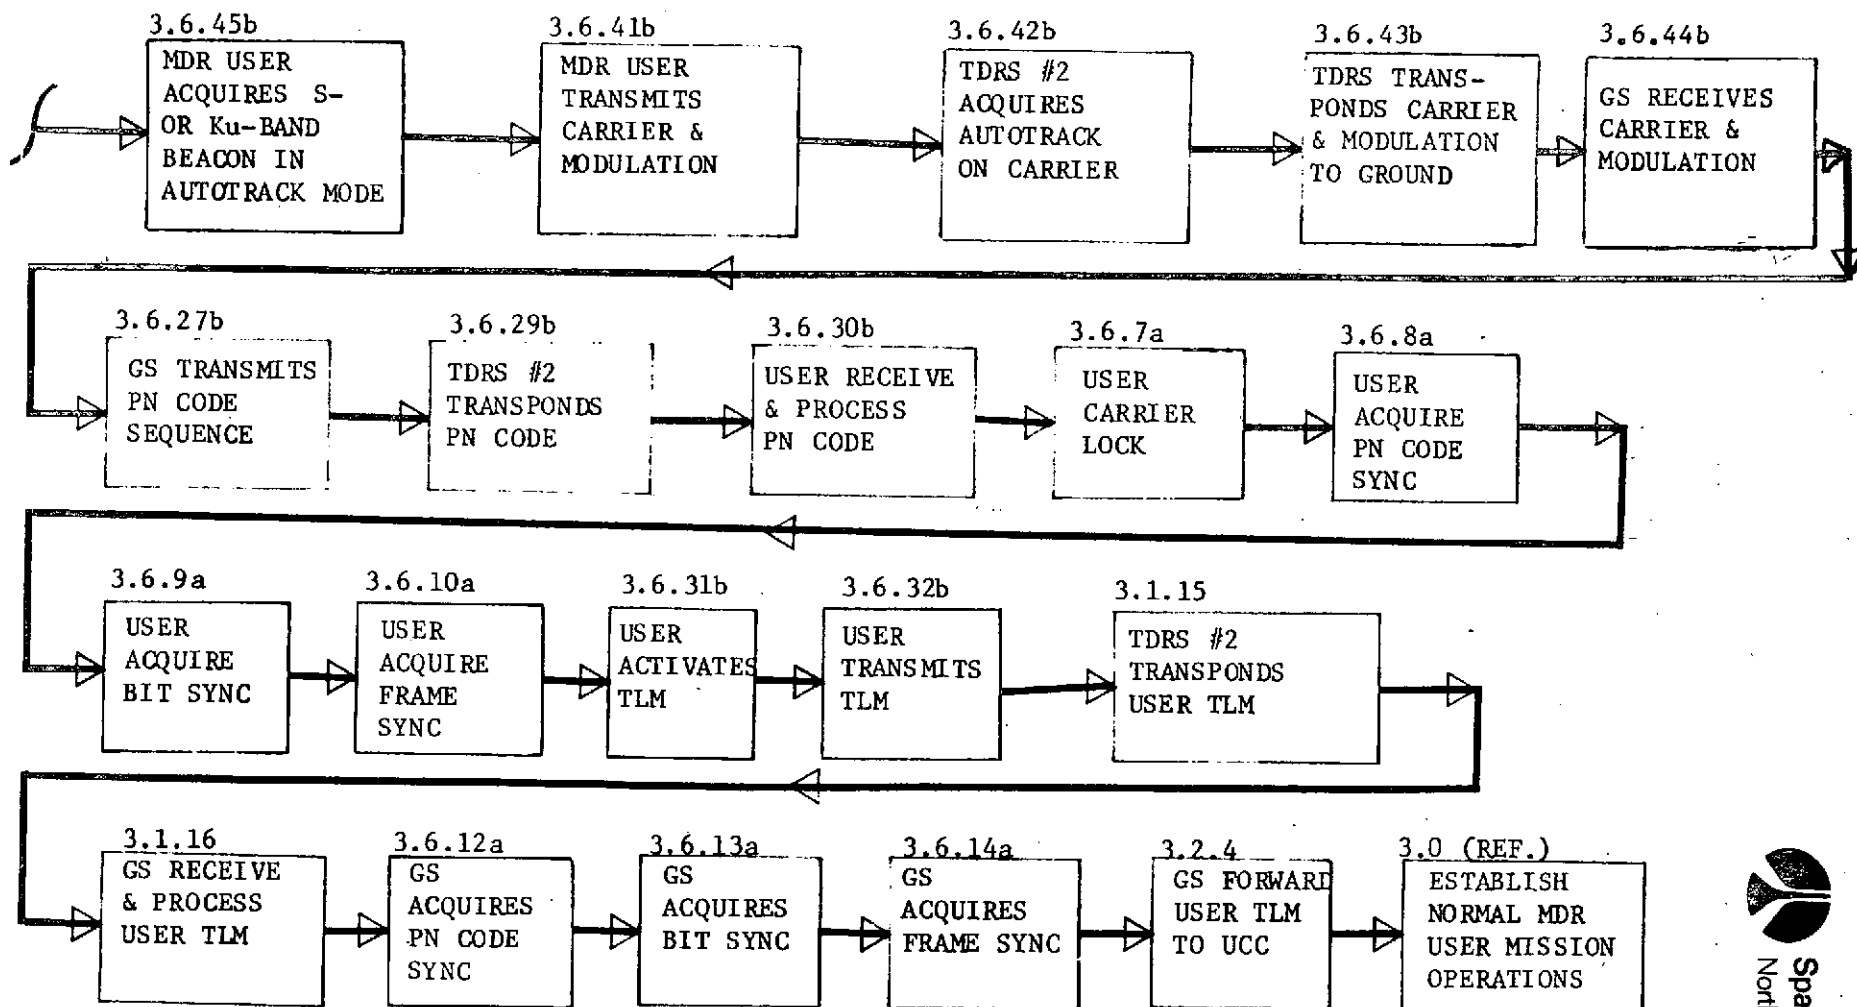 3.6.45b
MDR USER
ACQUIRES S-
OR Ku-BAND
BEACON IN
AUTOTRACK MODE
3.6.41b
MDR USER
TRANSMITS
CARRIER &
MODULATION
3.6.42b
TDRS #2
ACQUIRES
AUTOTRACK
ON CARRIER
3.6.43b
TDRS TRANS-
PONDS CARRIER
& MODULATION
TO GROUND
3.6.44b
GS RECEIVES
CARRIER &
MODULATION
3.6.27b
GS TRANSMITS
PN CODE
SEQUENCE
3.6.29b
TDRS #2
TRANSPONDS
PN CODE
3.6.30b
USER RECEIVE
& PROCESS
PN CODE
3.6.7a
USER
CARRIER
LOCK
3.6.8a
USER
ACQUIRE
PN CODE
SYNC
3.6.9a
USER
ACQUIRE
BIT SYNC
3.6.10a
USER
ACQUIRE
FRAME
SYNC
3.6.31b
USER
ACTIVATES
TLM
3.6.32b
USER
TRANSMITS
TLM
3.1.15
TDRS #2
TRANSPONDS
USER TLM
3.1.16
GS RECEIVE
& PROCESS
USER TLM
3.6.12a
GS
ACQUIRES
PN CODE
SYNC
3.6.13a
GS
ACQUIRES
BIT SYNC
3.6.14a
GS
ACQUIRES
FRAME SYNC
3.2.4
GS FORWARD
USER TLM
TO UCC
3.0 (REF.)
ESTABLISH
NORMAL MDR
USER MISSION
OPERATIONS